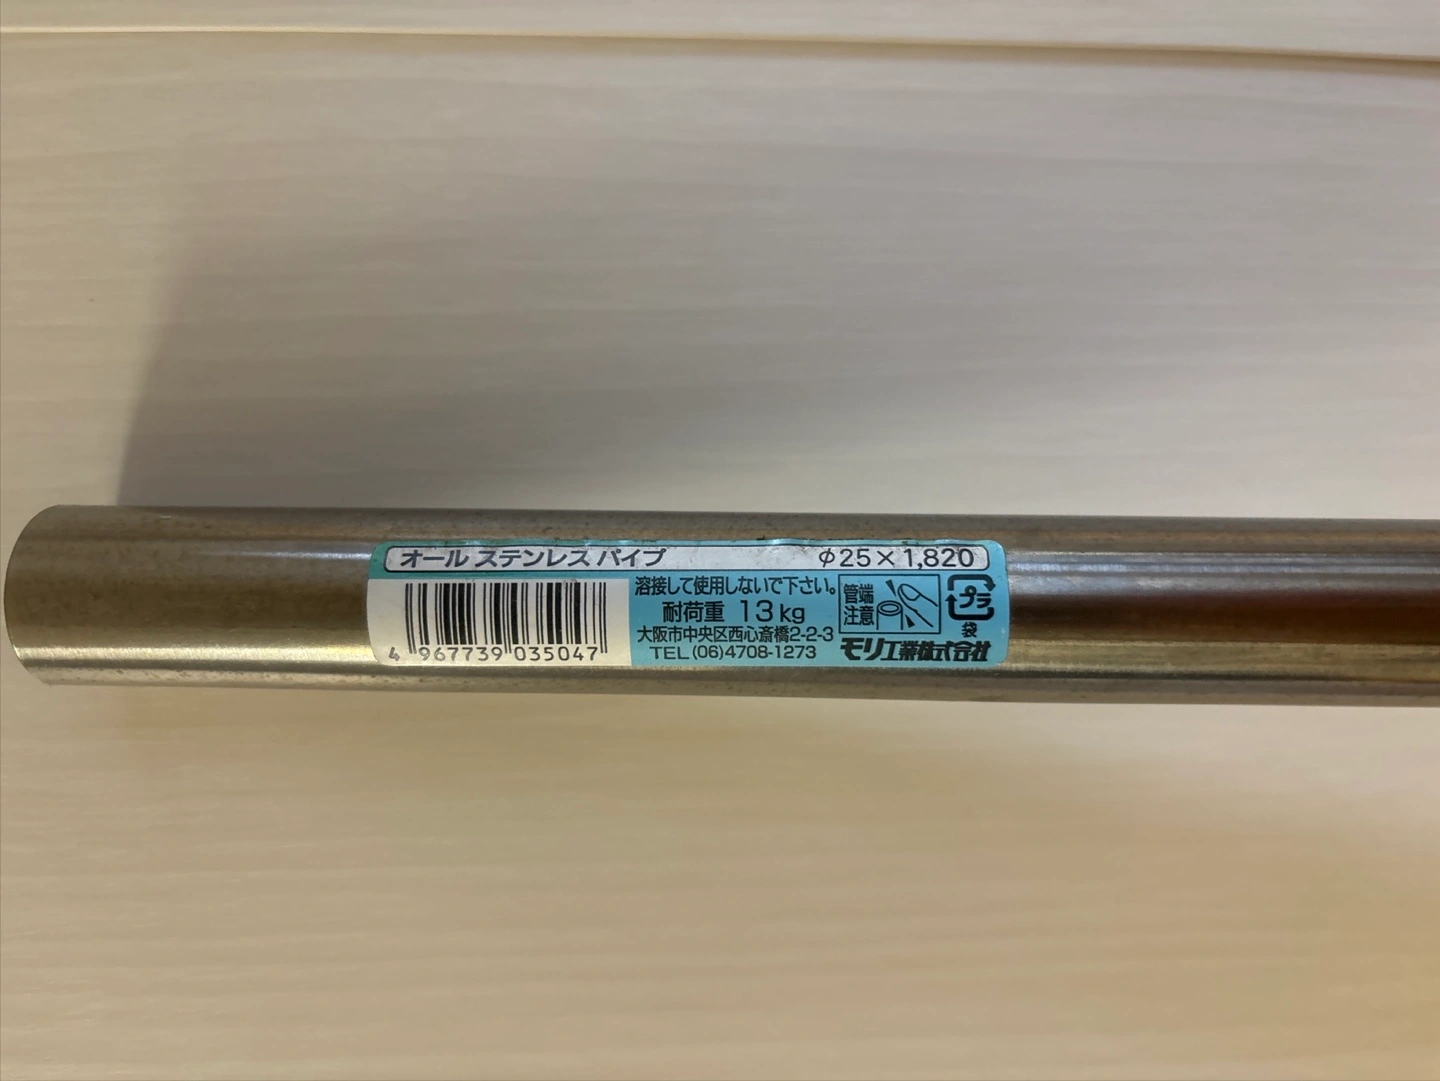 オール ステンレス パイプ φ25×1,820
溶接して使用しないで下さい。
耐荷重 13kg
大阪市中央区西心斎橋2-2-3
TEL(06)4708-1273
管端
注意
プラ
袋
モリ工業株式会社
4 967739 035047